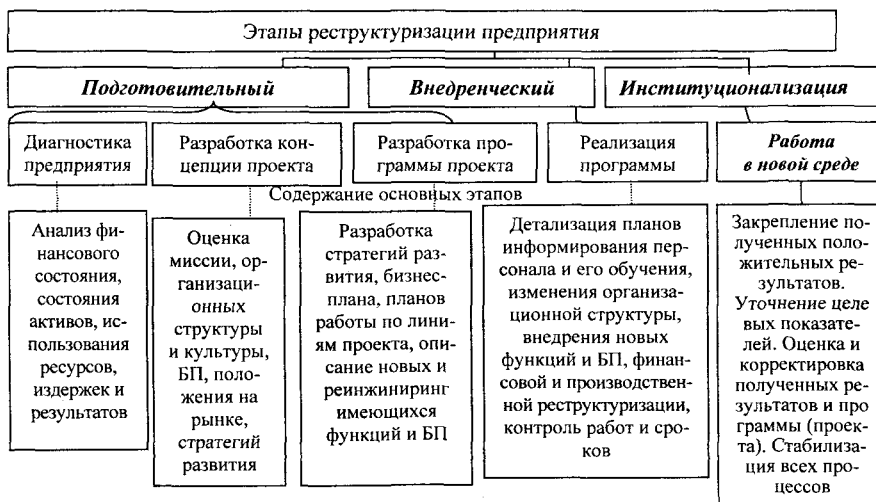 Этапы реструктуризации предприятия
Подготовительный
Внедренческий
Институционализация
Диагностика
предприятия
Разработка кон-
цепции проекта
Разработка про-
граммы проекта
Реализация
программы
Работа
в новой среде
Содержание основных этапов
Анализ фи-
нансового
состояния,
состояния
активов, ис-
пользования
ресурсов,
издержек и
результатов
Оценка
миссии, ор-
ганизаци-
онных
структуры
и культуры,
БП, поло-
жения на
рынке,
стратегий
развития
Разработка
стратегий раз-
вития, бизнес-
плана, планов
работы по лини-
ям проекта, опи-
сание новых и
реинжиниринг
имеющихся
функций и БП
Детализация планов
информирования пер-
сонала и его обучения,
изменения организа-
ционной структуры,
внедрения новых
функций и БП, финан-
совой и производствен-
ной реструктуризации,
контроль работ и сро-
ков
Закрепление по-
лученных поло-
жительных ре-
зультатов.
Уточнение целе
вых показате-
лей. Оценка и
корректировка
полученных ре-
зультатов и про
граммы (проек-
та). Стабилиза-
ция всех про-
цессов